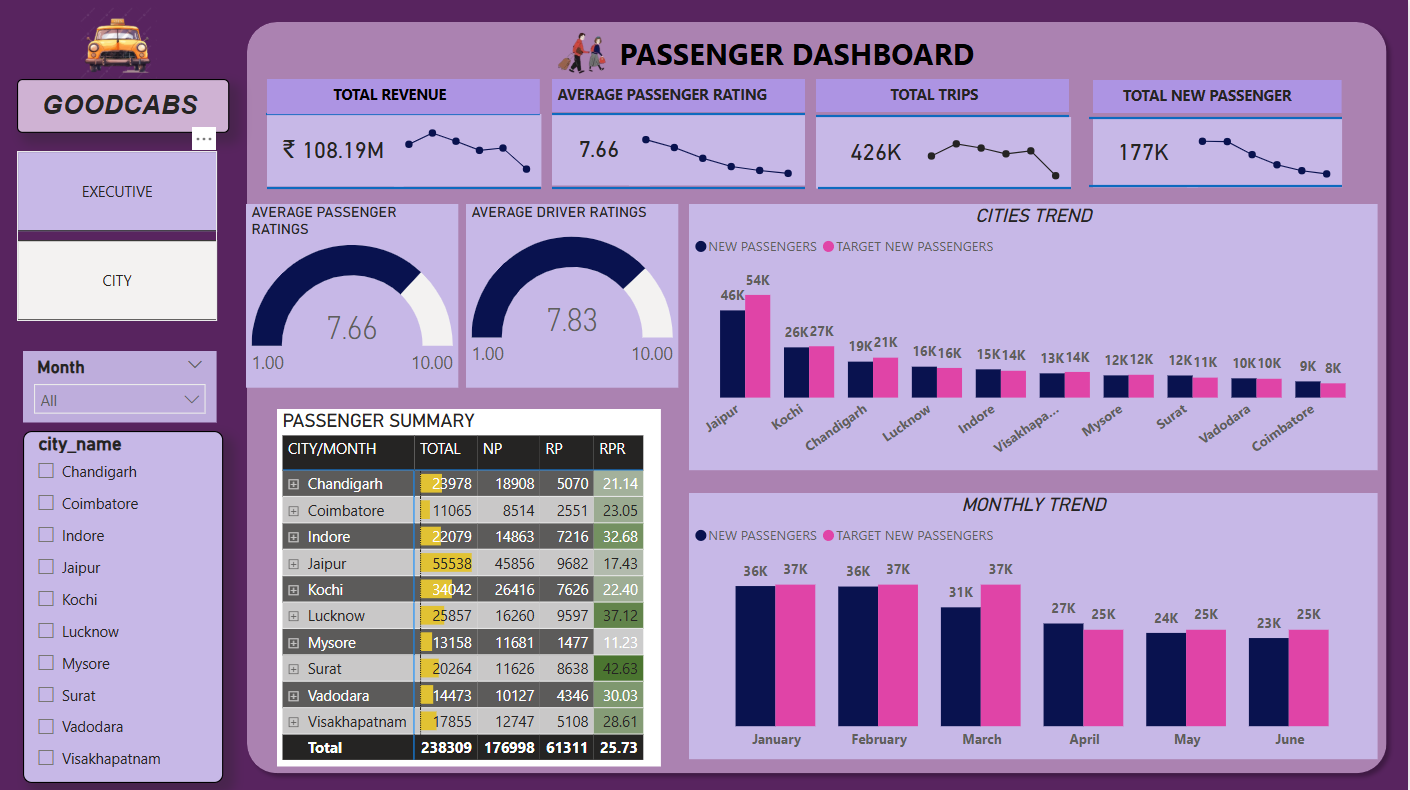 GOODCABS
EXECUTIVE
CITY
Month
All
city_name
Chandigarh
Coimbatore
Indore
Jaipur
Kochi
Lucknow
Mysore
Surat
Vadodara
Visakhapatnam
PASSENGER DASHBOARD
TOTAL REVENUE
₹ 108.19M
AVERAGE PASSENGER RATING
7.66
TOTAL TRIPS
426K
TOTAL NEW PASSENGER
177K
AVERAGE PASSENGER
RATINGS
7.66
1.00 10.00
AVERAGE DRIVER RATINGS
7.83
1.00 10.00
CITIES TREND
NEW PASSENGERS TARGET NEW PASSENGERS
46K 54K 26K 27K 19K 21K 16K 16K 15K 14K 13K 14K 12K 12K 12K 11K 10K 10K 9K 8K
Jaipur Kochi Chandigarh Lucknow Indore Visakhapa... Mysore Surat Vadodara Coimbatore
PASSENGER SUMMARY
CITY/MONTH TOTAL NP RP RPR
Chandigarh 23978 18908 5070 21.14
Coimbatore 11065 8514 2551 23.05
Indore 22079 14863 7216 32.68
Jaipur 55538 45856 9682 17.43
Kochi 34042 26416 7626 22.40
Lucknow 25857 16260 9597 37.12
Mysore 13158 11681 1477 11.23
Surat 20264 11626 8638 42.63
Vadodara 14473 10127 4346 30.03
Visakhapatnam 17855 12747 5108 28.61
Total 238309 176998 61311 25.73
MONTHLY TREND
NEW PASSENGERS TARGET NEW PASSENGERS
36K 37K 36K 37K 31K 37K 27K 25K 24K 25K 23K 25K
January February March April May June